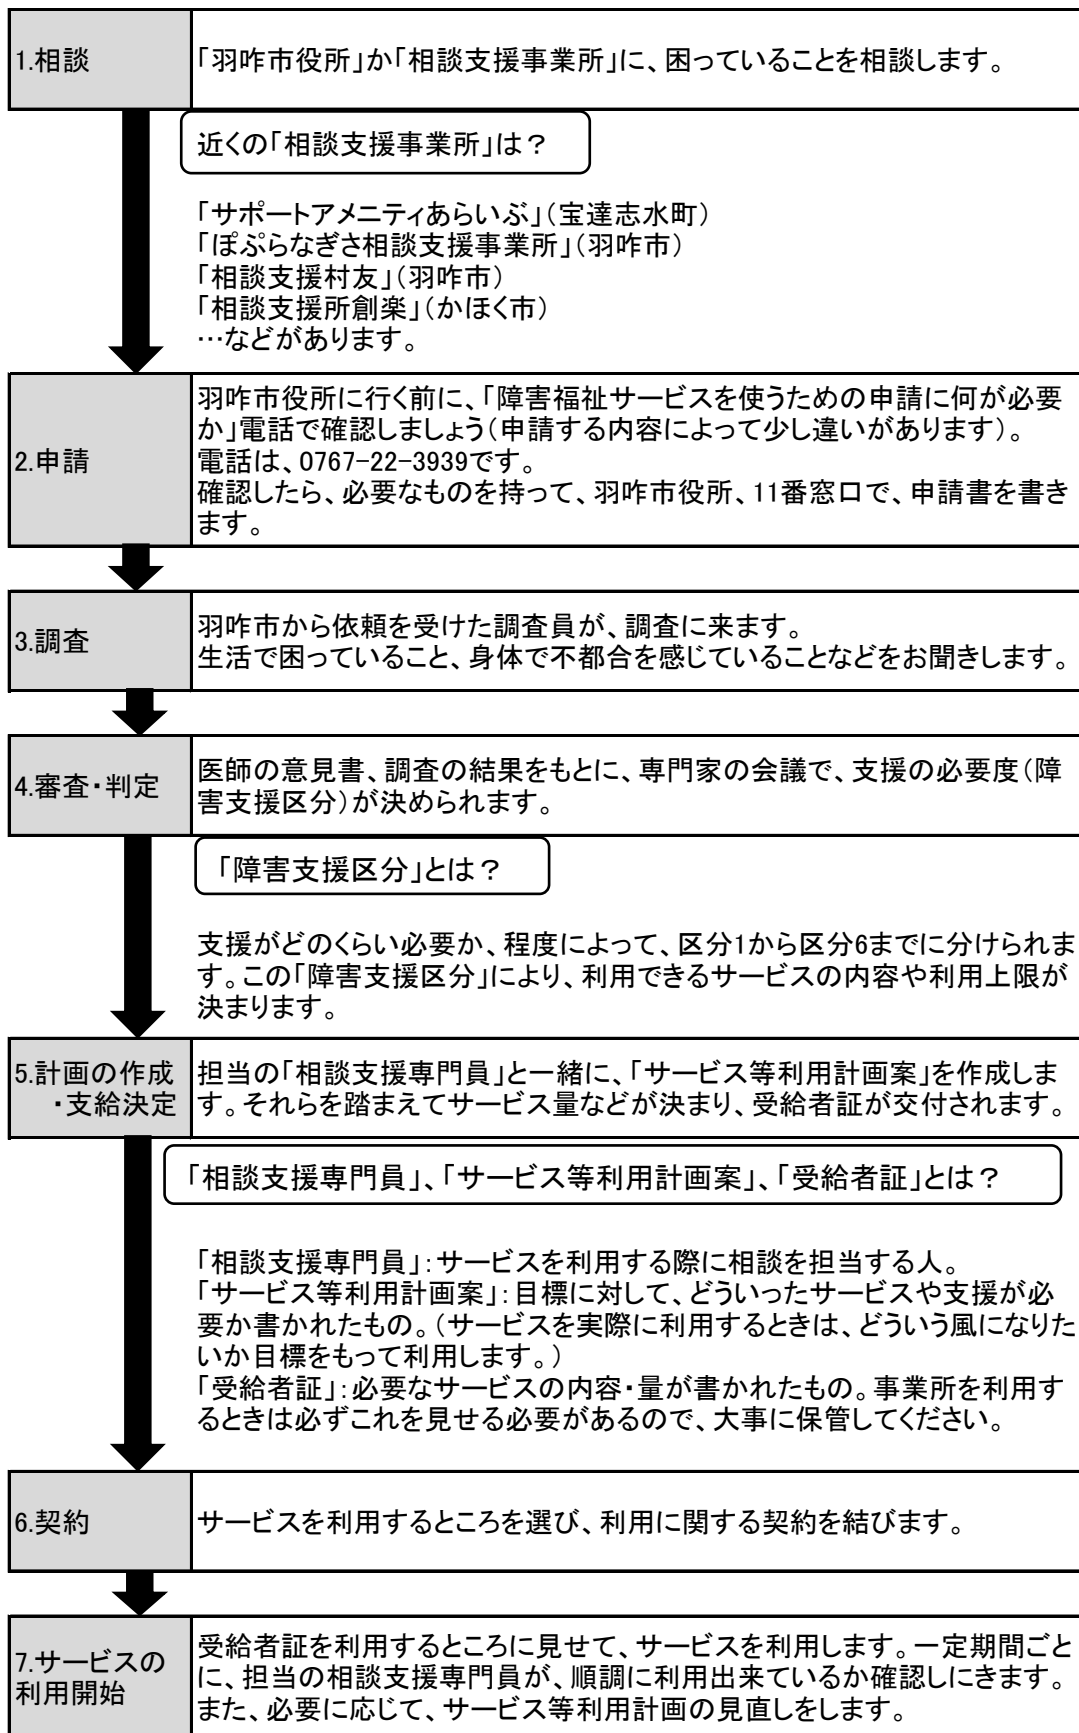 1.相談
「羽咋市役所」か「相談支援事業所」に、困っていることを相談します。
近くの「相談支援事業所」は？
「サポートアメニティあらいぶ」（宝達志水町）
「ぽぷらなぎさ相談支援事業所」（羽咋市）
「相談支援村友」（羽咋市）
「相談支援所創楽」（かほく市）
…などがあります。
2.申請
羽咋市役所に行く前に、「障害福祉サービスを使うための申請に何が必要
か」電話で確認しましょう（申請する内容によって少し違いがあります）。
電話は、0767-22-3939です。
確認したら、必要なものを持って、羽咋市役所、11番窓口で、申請書を書き
ます。
3.調査
羽咋市から依頼を受けた調査員が、調査に来ます。
生活で困っていること、身体で不都合を感じていることなどをお聞きします。
4.審査・判定
医師の意見書、調査の結果をもとに、専門家の会議で、支援の必要度（障
害支援区分）が決められます。
「障害支援区分」とは？
支援がどのくらい必要か、程度によって、区分1から区分6までに分けられま
す。この「障害支援区分」により、利用できるサービスの内容や利用上限が
決まります。
5.計画の作成
・支給決定
担当の「相談支援専門員」と一緒に、「サービス等利用計画案」を作成しま
す。それらを踏まえてサービス量などが決まり、受給者証が交付されます。
「相談支援専門員」、「サービス等利用計画案」、「受給者証」とは？
「相談支援専門員」：サービスを利用する際に相談を担当する人。
「サービス等利用計画案」：目標に対して、どういったサービスや支援が必
要か書かれたもの。（サービスを実際に利用するときは、どういう風になりた
いか目標をもって利用します。）
「受給者証」：必要なサービスの内容・量が書かれたもの。事業所を利用す
るときは必ずこれを見せる必要があるので、大事に保管してください。
6.契約
サービスを利用するところを選び、利用に関する契約を結びます。
7.サービスの
利用開始
受給者証を利用するところに見せて、サービスを利用します。一定期間ごと
に、担当の相談支援専門員が、順調に利用出来ているか確認しにきます。
また、必要に応じて、サービス等利用計画の見直しをします。